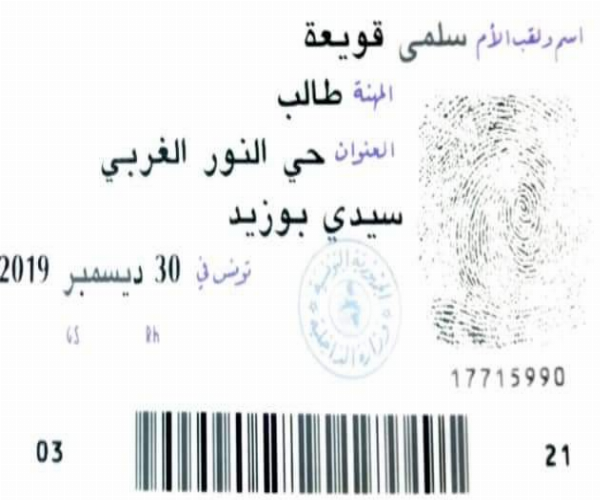 اسم ولقب الأم سلمى قويعة
المهنة طالب
العنوان حي النور الغربي
سيدي بوزيد
تونس في 30 ديسمبر 2019
GS Rh
الجمهورية التونسية
وزارة الداخلية
17715990
03 21